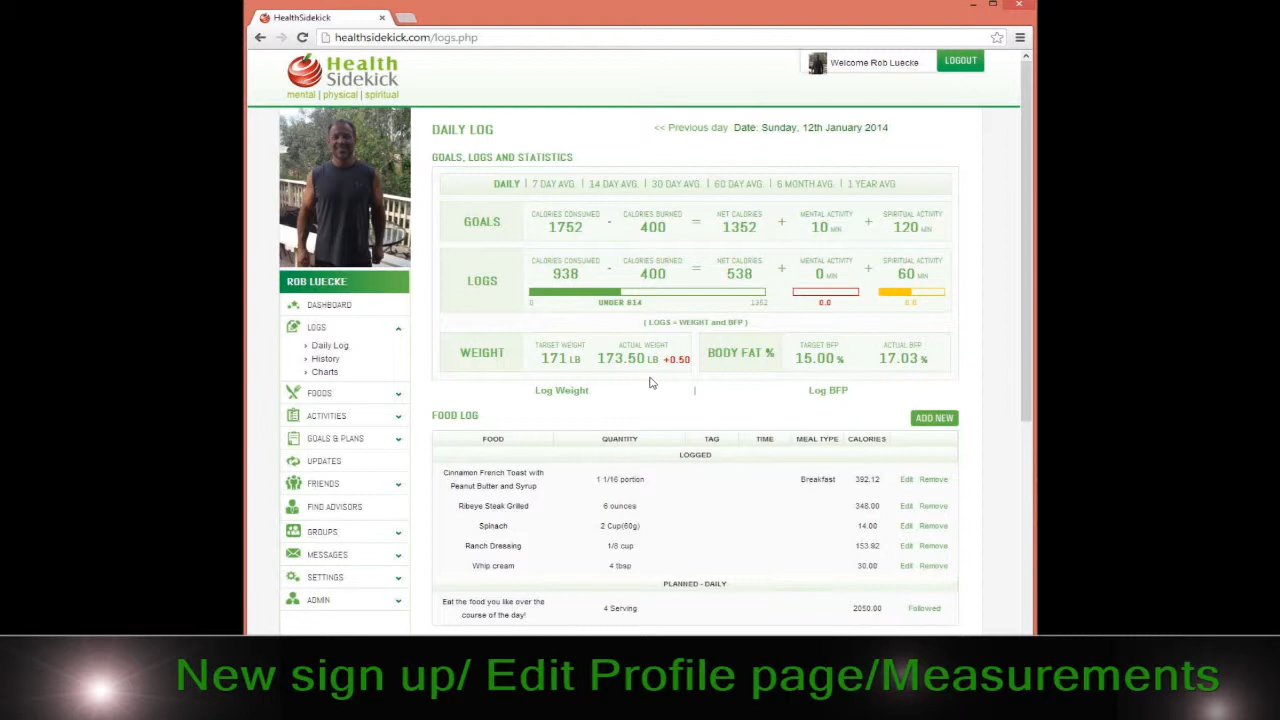 HealthSidekick
healthsidekick.com/logs.php
Health
Sidekick
mental | physical | spiritual
Welcome Rob Luecke
LOGOUT
DAILY LOG
<< Previous day Date: Sunday, 12th January 2014
GOALS, LOGS AND STATISTICS
DAILY | 7 DAY AVG. | 14 DAY AVG. | 30 DAY AVG. | 60 DAY AVG. | 6 MONTH AVG. | 1 YEAR AVG.
GOALS
CALORIES CONSUMED CALORIES BURNED NET CALORIES MENTAL ACTIVITY SPIRITUAL ACTIVITY
1752 - 400 = 1352 + 10 MIN + 120 MIN
LOGS
CALORIES CONSUMED CALORIES BURNED NET CALORIES MENTAL ACTIVITY SPIRITUAL ACTIVITY
938 - 400 = 538 + 0 MIN + 60 MIN
0 UNDER 814 1352 0.0 0.0
( LOGS + WEIGHT and BFP )
WEIGHT
TARGET WEIGHT ACTUAL WEIGHT
171 LB 173.50 LB +0.50
BODY FAT %
TARGET BFP ACTUAL BFP
15.00 % 17.03 %
Log Weight | Log BFP
ROB LUECKE
DASHBOARD
LOGS
> Daily Log
> History
> Charts
FOODS
ACTIVITIES
GOALS & PLANS
UPDATES
FRIENDS
FIND ADVISORS
GROUPS
MESSAGES
SETTINGS
ADMIN
FOOD LOG
ADD NEW
FOOD QUANTITY TAG TIME MEAL TYPE CALORIES
LOGGED
Cinnamon French Toast with
Peanut Butter and Syrup
1 1/16 portion Breakfast 392.12 Edit Remove
Ribeye Steak Grilled 6 ounces 348.00 Edit Remove
Spinach 2 Cup(60g) 14.00 Edit Remove
Ranch Dressing 1/8 cup 153.92 Edit Remove
Whip cream 4 tbsp 30.00 Edit Remove
PLANNED - DAILY
Eat the food you like over the
course of the day!
4 Serving 2050.00 Followed
New sign up/ Edit Profile page/Measurements